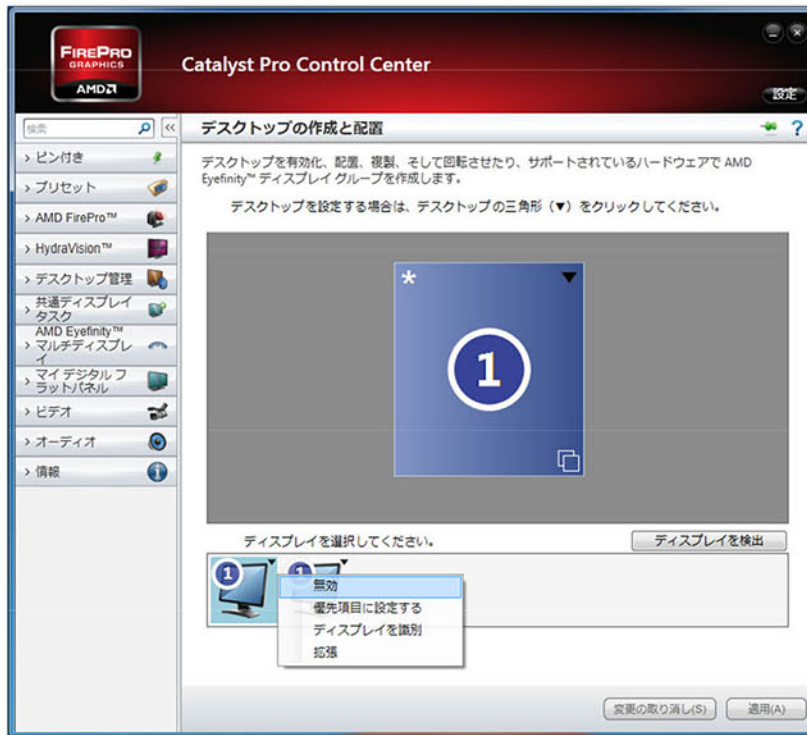 FIREPRO
GRAPHICS
AMD
Catalyst Pro Control Center
設定
検索
デスクトップの作成と配置
?
ピン付き
プリセット
AMD FirePro™
HydraVision™
デスクトップ管理
共通ディスプレイ
タスク
AMD Eyefinity™
マルチディスプレ
イ
マイ デジタル フ
ラットパネル
ビデオ
オーディオ
情報
デスクトップを有効化、配置、複製、そして回転させたり、サポートされているハードウェアで AMD
Eyefinity™ ディスプレイ グループを作成します。
デスクトップを設定する場合は、デスクトップの三角形（▼）をクリックしてください。
*
1
ディスプレイを選択してください。
ディスプレイを検出
1
1
無効
優先項目に設定する
ディスプレイを識別
拡張
変更の取り消し(S)
適用(A)